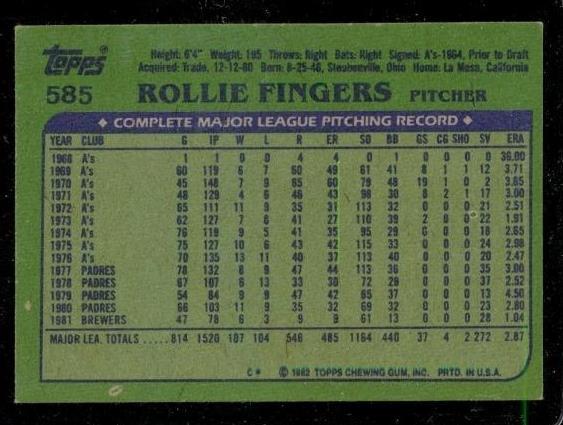 topps Height: 6'4" Weight: 195 Throws: Right Bats: Right Signed: A's-1964, Prior to Draft
Acquired: Trade, 12-12-80 Born: 8-25-46, Steubenville, Ohio Home: La Mesa, California
585 ROLLIE FINGERS PITCHER
◆ COMPLETE MAJOR LEAGUE PITCHING RECORD ◆
YEAR CLUB G IP W L R ER SO BB GS CG SHO SV ERA
1968 A's 1 1 0 0 4 4 0 1 0 0 0 0 36.00
1969 A's 60 119 6 7 60 49 61 41 8 1 1 12 3.71
1970 A's 45 148 7 9 65 60 79 48 19 1 0 2 3.65
1971 A's 48 129 4 6 46 43 98 30 8 2 1 17 3.00
1972 A's 65 111 11 9 35 31 113 32 0 0 0 21 2.51
1973 A's 62 127 7 8 41 27 110 39 2 0 0 22 1.91
1974 A's 76 119 9 5 41 35 95 29 0 0 0 18 2.65
1975 A's 75 127 10 6 43 42 115 33 0 0 0 24 2.98
1976 A's 70 135 13 11 40 37 113 40 0 0 0 20 2.47
1977 PADRES 78 132 8 9 47 44 113 36 0 0 0 35 3.00
1978 PADRES 67 107 6 13 33 30 72 29 0 0 0 37 2.52
1979 PADRES 54 84 9 9 47 42 65 37 0 0 0 13 4.50
1980 PADRES 66 103 11 9 35 32 69 32 0 0 0 23 2.80
1981 BREWERS 47 78 6 3 9 9 61 13 0 0 0 28 1.04
MAJOR LEA. TOTALS ..... 814 1520 107 104 546 485 1164 440 37 4 2 272 2.87
C* © 1982 TOPPS CHEWING GUM, INC. PRTD. IN U.S.A.